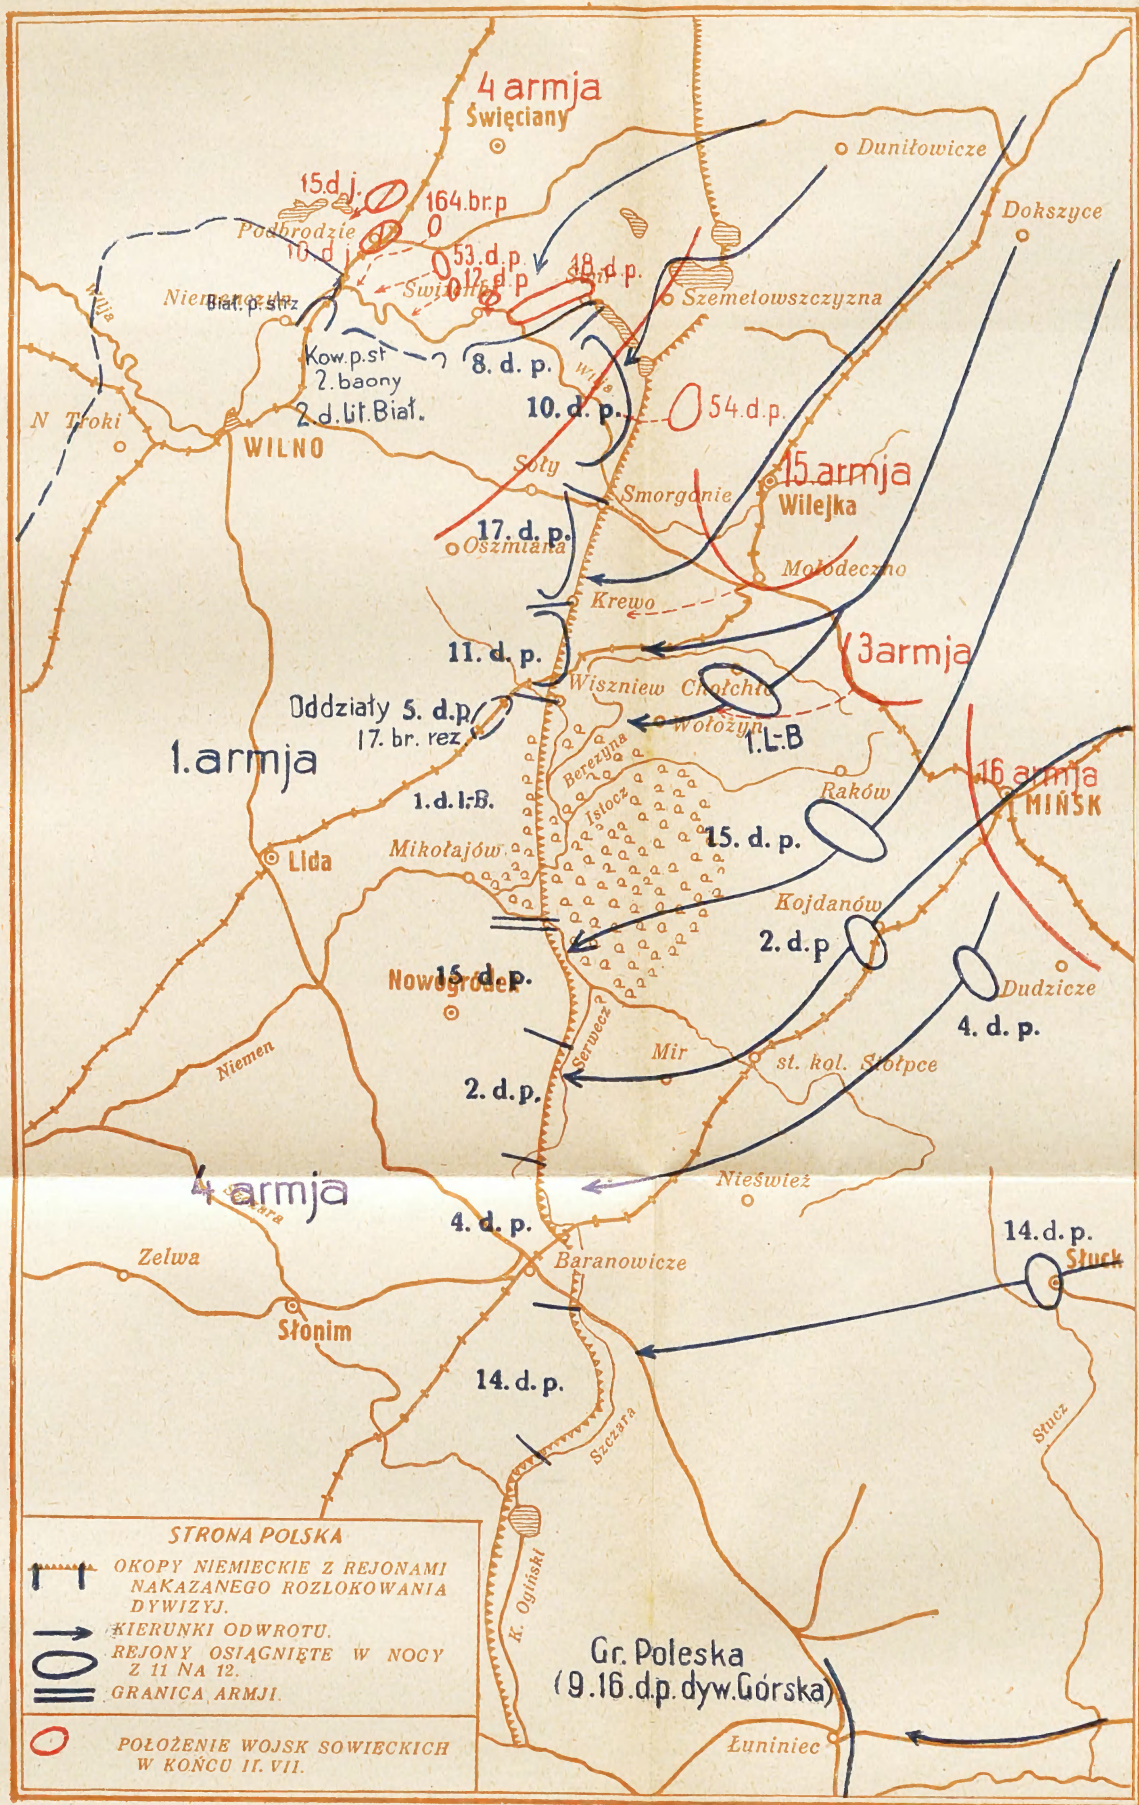 4 armja
Święciany
Duniłowicze
15.d.j.
164.br.p
Dokszyce
Podbrodzie
10.d.j.
53.d.p.
12.d.p
18.d.p.
Szemetowszczyzna
Wilja
Biał.p.strz
Kow.p.st
2.baony
2.d.Lit.Biał.
8. d. p.
Wilja
10. d. p.
54.d.p.
N Troki
WILNO
Soły
15.armja
Wilejka
Smorgonie
17. d. p.
Oszmiana
Mołodeczno
Krewo
11. d. p.
3armja
Wiszniew
Chołchło
Oddziały 5. d.p.
17. br. rez.
Wołożyn
1.L-B
1.armja
Berezyna
16 armja
MIŃSK
1.d.l-B.
Isłocz
Raków
15. d. p.
Mikołajów
Lida
Kojdanów
2. d.p
15. d. p.
Nowogródek
Dudzicze
4. d. p.
Serwecz
Niemen
Mir
st. kol. Stołpce
2. d.p.
4 armja
Szczara
Nieśwież
4. d. p.
14. d. p.
Słuck
Zelwa
Baranowicze
Słonim
14. d. p.
Szczara
Słucz
K. Ogiński
Gr. Poleska
(9.16.d.p. dyw.Górska)
Łuniniec
STRONA POLSKA
OKOPY NIEMIECKIE Z REJONAMI
NAKAZANEGO ROZLOKOWANIA
DYWIZYJ.
KIERUNKI ODWROTU.
REJONY OSIĄGNIĘTE W NOCY
Z 11 NA 12.
GRANICA ARMJI.
POŁOŻENIE WOJSK SOWIECKICH
W KOŃCU 11. VII.